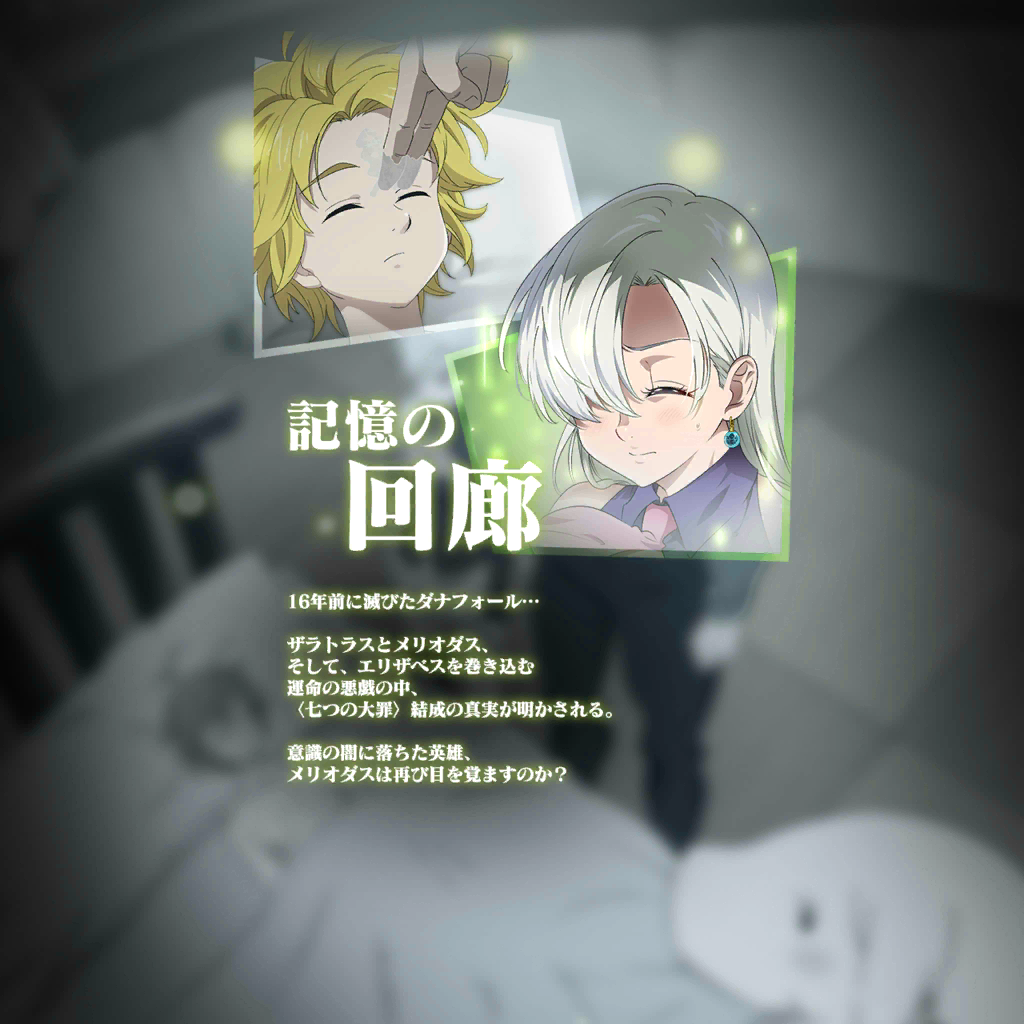 記憶の
回廊
16年前に滅びたダナフォール…
ザラトラスとメリオダス、
そして、エリザベスを巻き込む
運命の悪戯の中、
〈七つの大罪〉結成の真実が明かされる。
意識の闇に落ちた英雄、
メリオダスは再び目を覚ますのか?